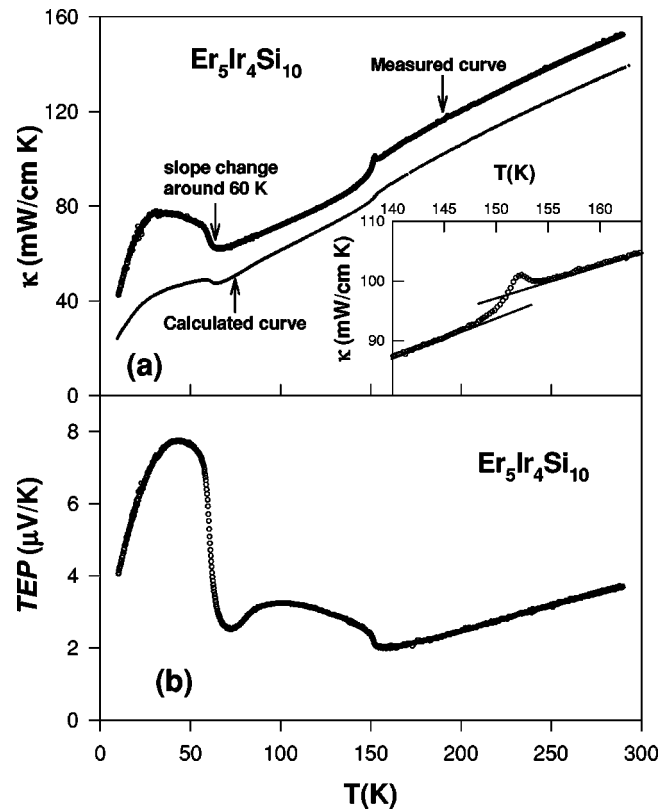 160
120
80
40
0
κ (mW/cm K)
Er5Ir4Si10
Measured curve
slope change
around 60 K
Calculated curve
(a)
T(K)
140 145 150 155 160
110
100
90
κ (mW/cm K)
8
6
4
2
0
TEP (μV/K)
Er5Ir4Si10
(b)
0 50 100 150 200 250 300
T(K)